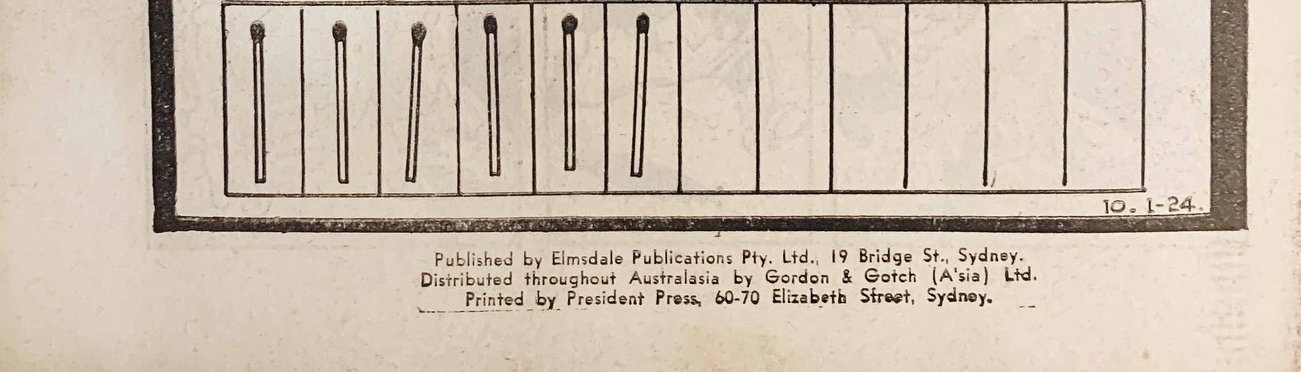 10. 1-24.
Published by Elmsdale Publications Pty. Ltd., 19 Bridge St., Sydney.
Distributed throughout Australasia by Gordon & Gotch (A'sia) Ltd.
Printed by President Press, 60-70 Elizabeth Street, Sydney.